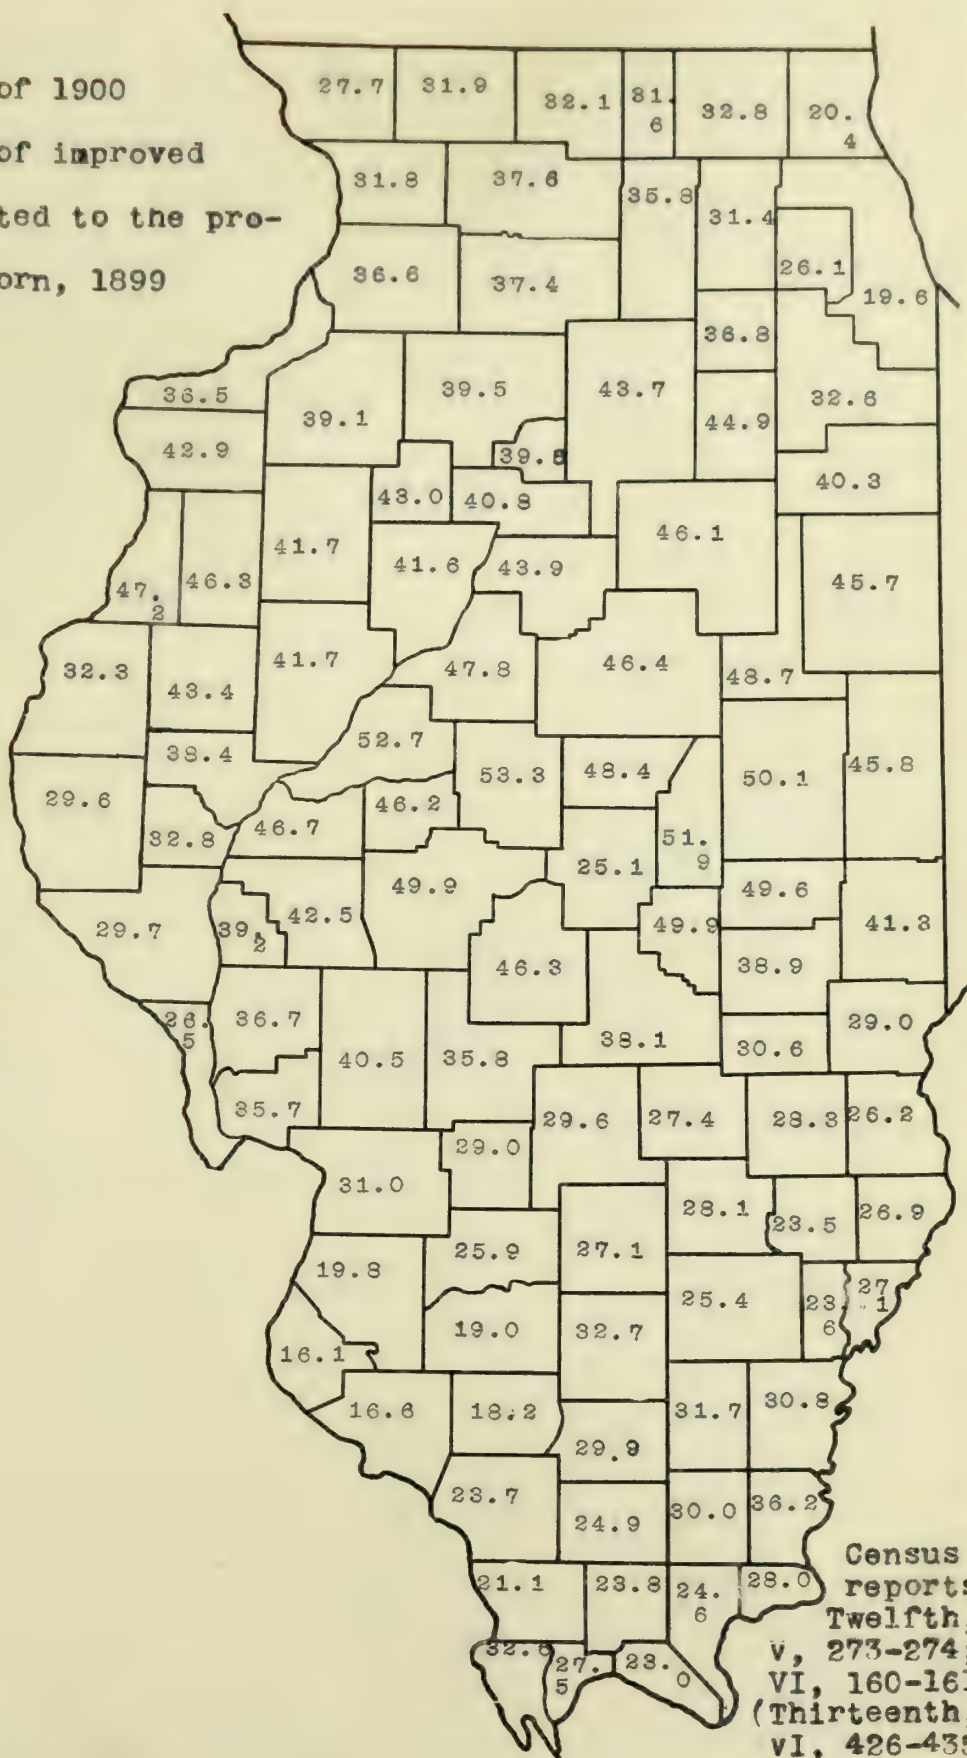 of 1900
of improved
ted to the pro-
orn, 1899
27.7 31.9 32.1 31.6 32.8 20.4
31.8 37.6 35.8 31.4 26.1 19.6
36.6 37.4 36.8
36.5 39.1 39.5 43.7 44.9 32.6
42.9 39.8 40.3
43.0 40.8
47.2 46.3 41.7 41.6 43.9 46.1 45.7
32.3 43.4 41.7 47.8 46.4 48.7
38.4 52.7 53.3 48.4 50.1 45.8
29.6 32.8 46.7 46.2 25.1 51.9
29.7 39.2 42.5 49.9 49.9 49.6 41.3
46.3 38.9
26.5 36.7 40.5 35.8 38.1 30.6 29.0
35.7 29.0 29.6 27.4 28.3 26.2
31.0 28.1 23.5 26.9
19.8 25.9 27.1 25.4 23.6 27.1
16.1 19.0 32.7
16.6 18.2 31.7 30.8
29.9
23.7 24.9 30.0 36.2
21.1 23.8 24.6 28.0
27.5 23.0
Census
reports
Twelfth,
V, 273-274;
VI, 160-161
(Thirteenth,
VI, 426-435